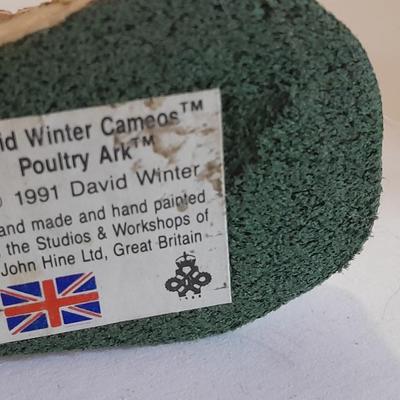 id Winter Cameos™
Poultry Ark™
© 1991 David Winter
and made and hand painted
the Studios & Workshops of
John Hine Ltd, Great Britain